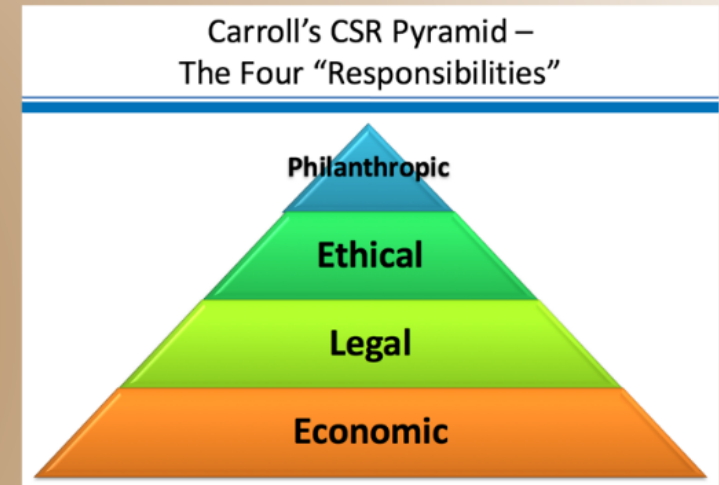 Carroll’s CSR Pyramid –
The Four “Responsibilities”
Philanthropic
Ethical
Legal
Economic